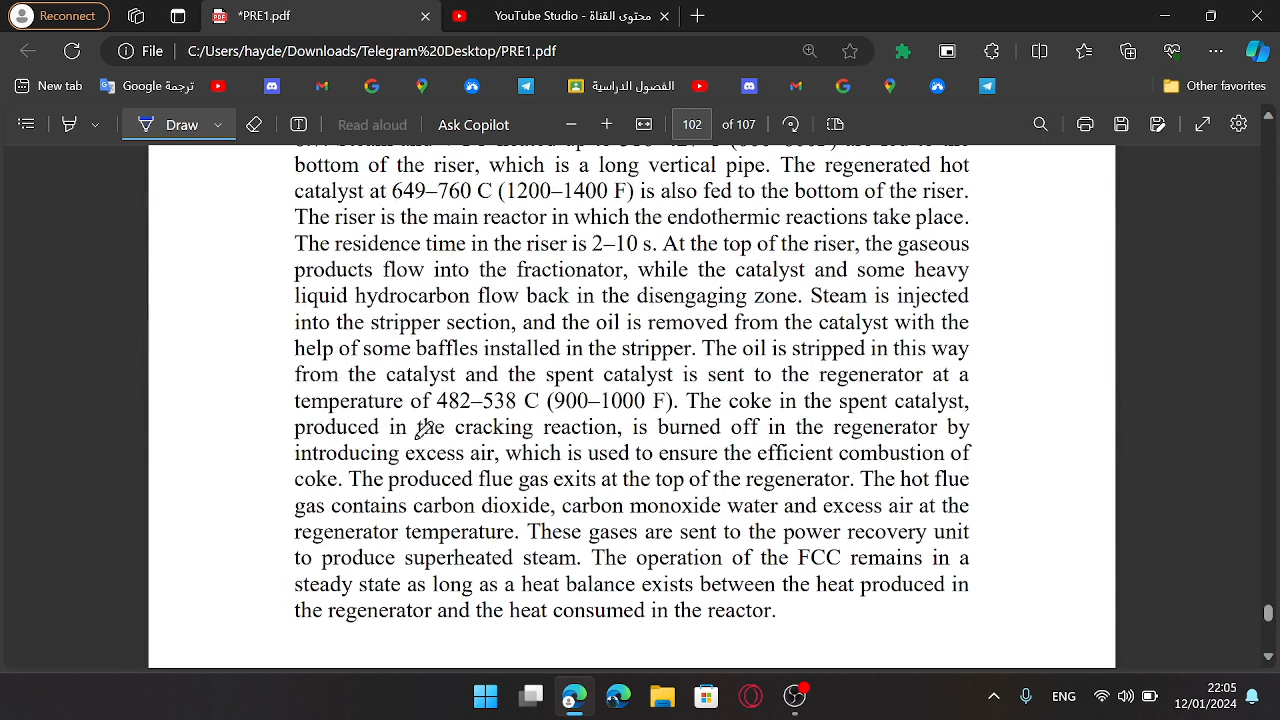 Reconnect
*PRE1.pdf
YouTube Studio - محتوى القناة
File
C:/Users/hayde/Downloads/Telegram%20Desktop/PRE1.pdf
New tab
Google ترجمة
الفصول الدراسية
Other favorites
Draw
Read aloud
Ask Copilot
102
of 107
bottom of the riser, which is a long vertical pipe. The regenerated hot
catalyst at 649–760 C (1200–1400 F) is also fed to the bottom of the riser.
The riser is the main reactor in which the endothermic reactions take place.
The residence time in the riser is 2–10 s. At the top of the riser, the gaseous
products flow into the fractionator, while the catalyst and some heavy
liquid hydrocarbon flow back in the disengaging zone. Steam is injected
into the stripper section, and the oil is removed from the catalyst with the
help of some baffles installed in the stripper. The oil is stripped in this way
from the catalyst and the spent catalyst is sent to the regenerator at a
temperature of 482–538 C (900–1000 F). The coke in the spent catalyst,
produced in the cracking reaction, is burned off in the regenerator by
introducing excess air, which is used to ensure the efficient combustion of
coke. The produced flue gas exits at the top of the regenerator. The hot flue
gas contains carbon dioxide, carbon monoxide water and excess air at the
regenerator temperature. These gases are sent to the power recovery unit
to produce superheated steam. The operation of the FCC remains in a
steady state as long as a heat balance exists between the heat produced in
the regenerator and the heat consumed in the reactor.
ENG
22:05
12/01/2024